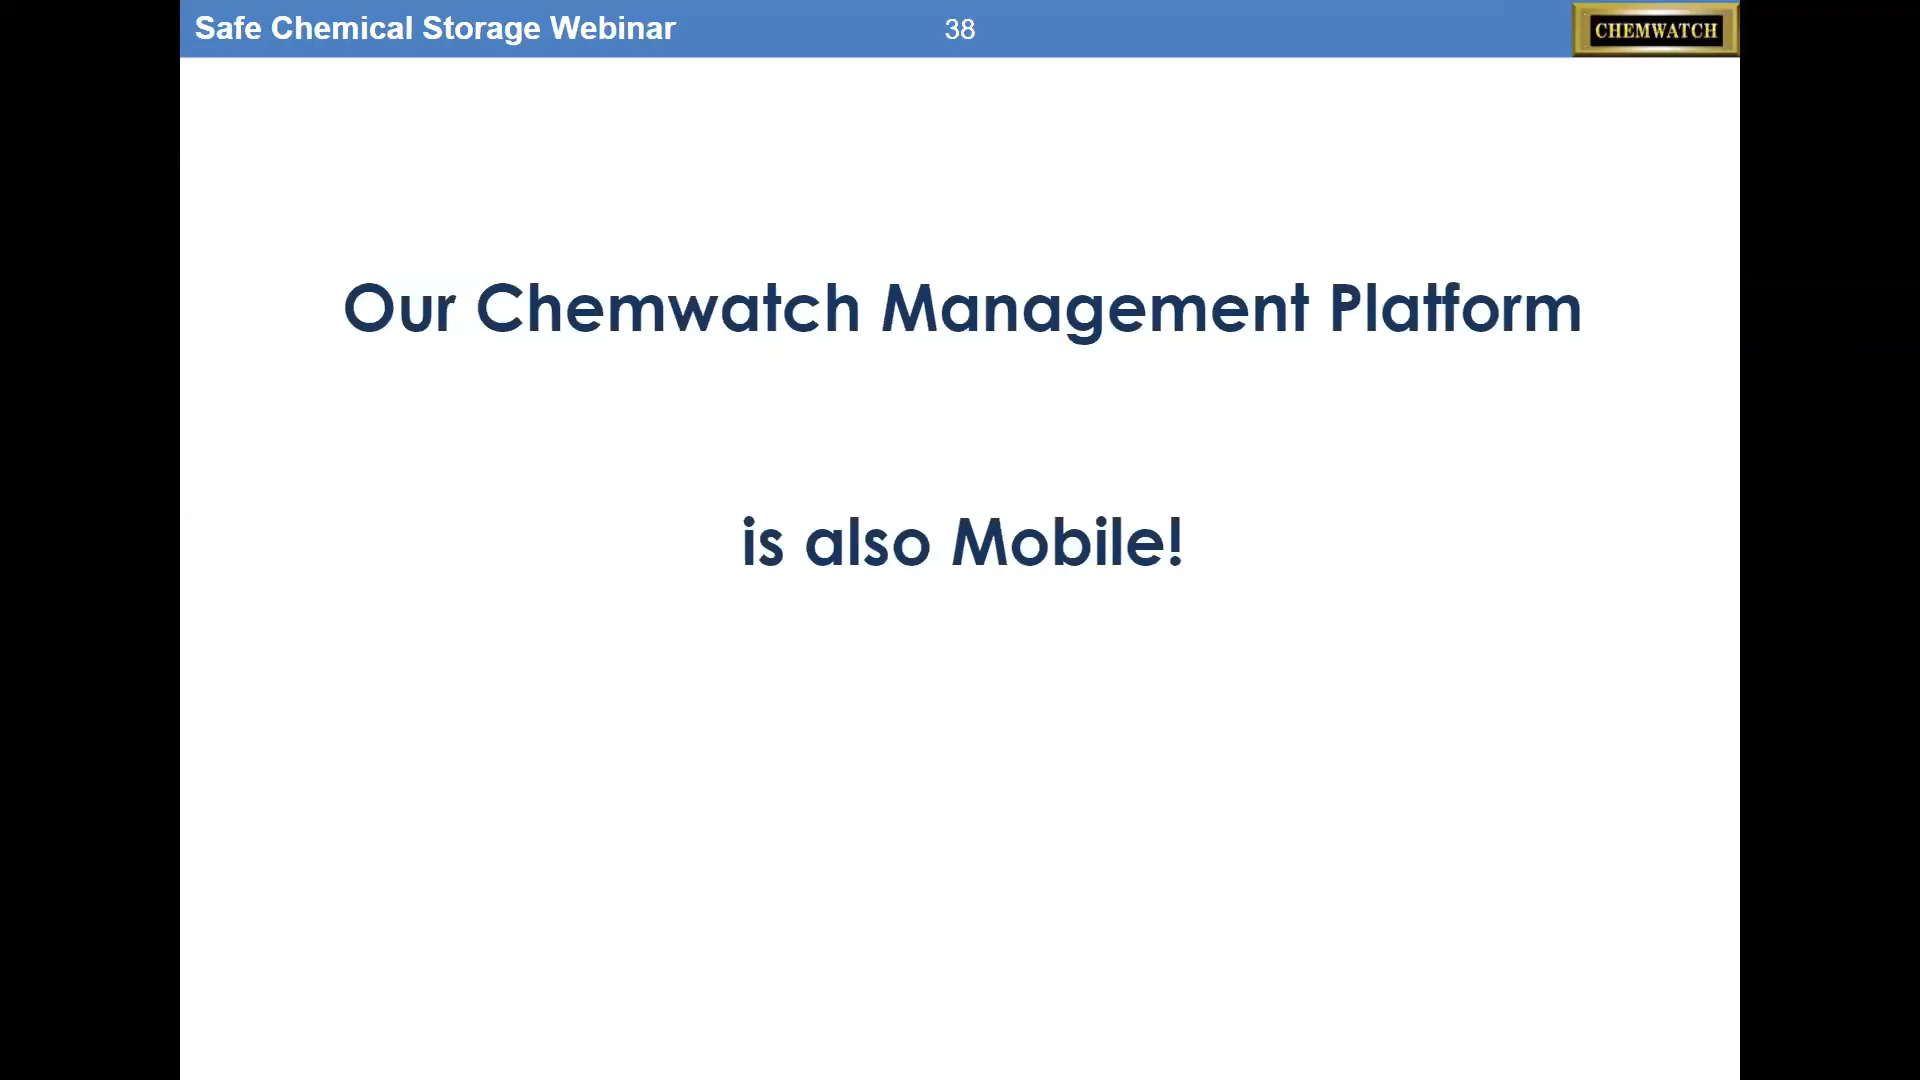 Safe Chemical Storage Webinar
38
CHEMWATCH
Our Chemwatch Management Platform
is also Mobile!